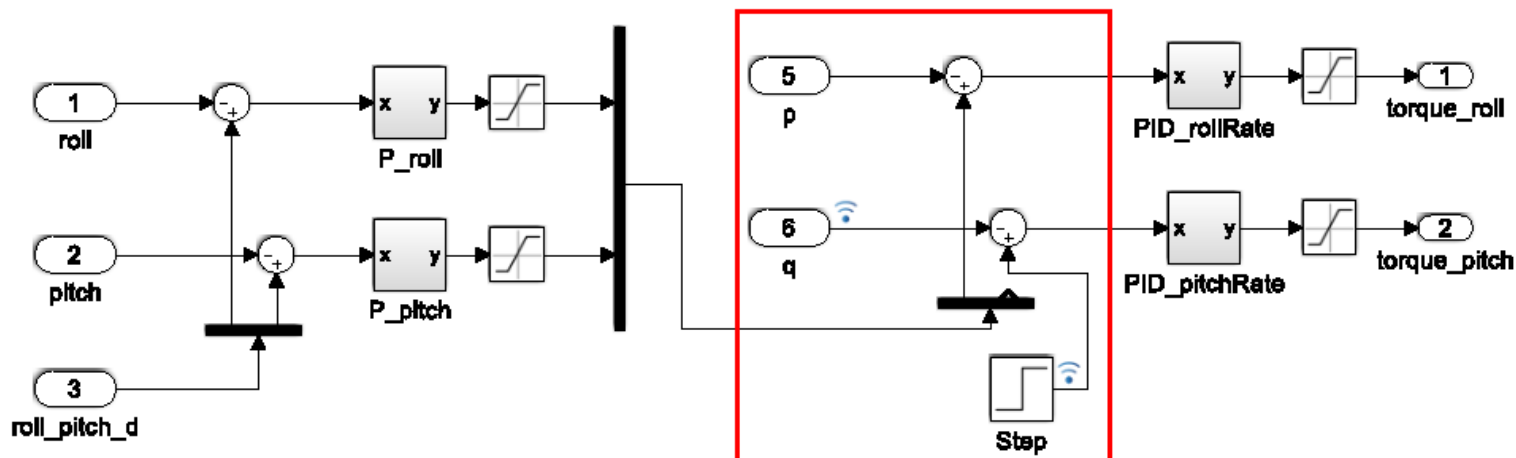 1
roll
2
pitch
3
roll_pitch_d
x y
P_roll
x y
P_pitch
5
p
6
q
Step
x y
PID_rollRate
x y
PID_pitchRate
1
torque_roll
2
torque_pitch